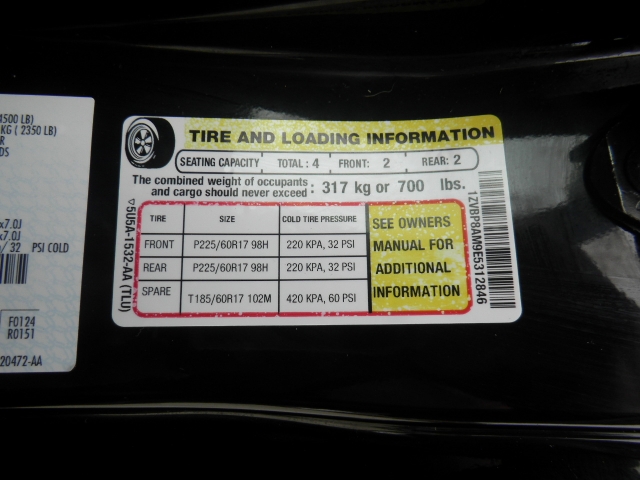 4500 LB)
KG ( 2350 LB)
R
DS
x7.0J
x7.0J
/ 32 PSI COLD
F0124
R0151
20472-AA
TIRE AND LOADING INFORMATION
SEATING CAPACITY TOTAL : 4 FRONT: 2 REAR: 2
The combined weight of occupants
and cargo should never exceed : 317 kg or 700 lbs.
TIRE SIZE COLD TIRE PRESSURE
FRONT P225/60R17 98H 220 KPA, 32 PSI
REAR P225/60R17 98H 220 KPA, 32 PSI
SPARE T185/60R17 102M 420 KPA, 60 PSI
SEE OWNERS
MANUAL FOR
ADDITIONAL
INFORMATION
5U5A-1532-AA (TLU)
1ZVBP8AM9E5312846